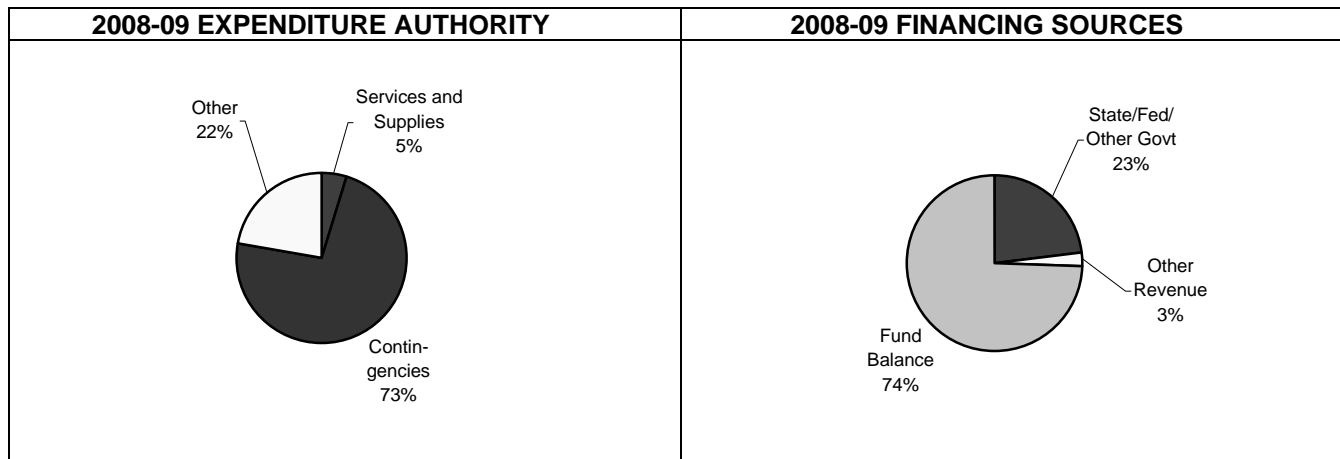 2008-09 EXPENDITURE AUTHORITY
Other
22%
Services and
Supplies
5%
Contin-
gencies
73%
2008-09 FINANCING SOURCES
State/Fed/
Other Govt
23%
Other
Revenue
3%
Fund
Balance
74%